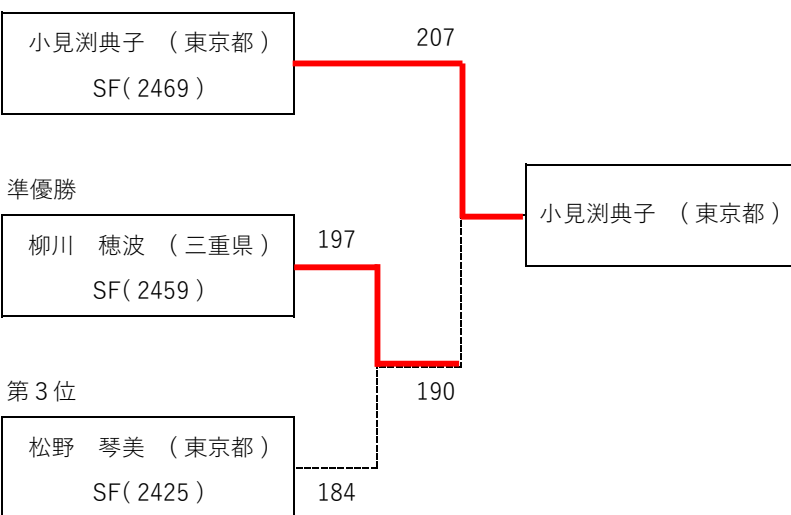 小見渕典子　（東京都）
SF(2469)
207
準優勝
柳川　穂波　（三重県）
SF(2459)
197
小見渕典子　（東京都）
190
第３位
松野　琴美　（東京都）
SF(2425)
184